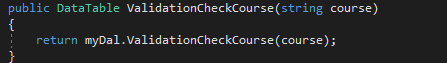 public DataTable ValidationCheckCourse(string course)
{
return myDal.ValidationCheckCourse(course);
}